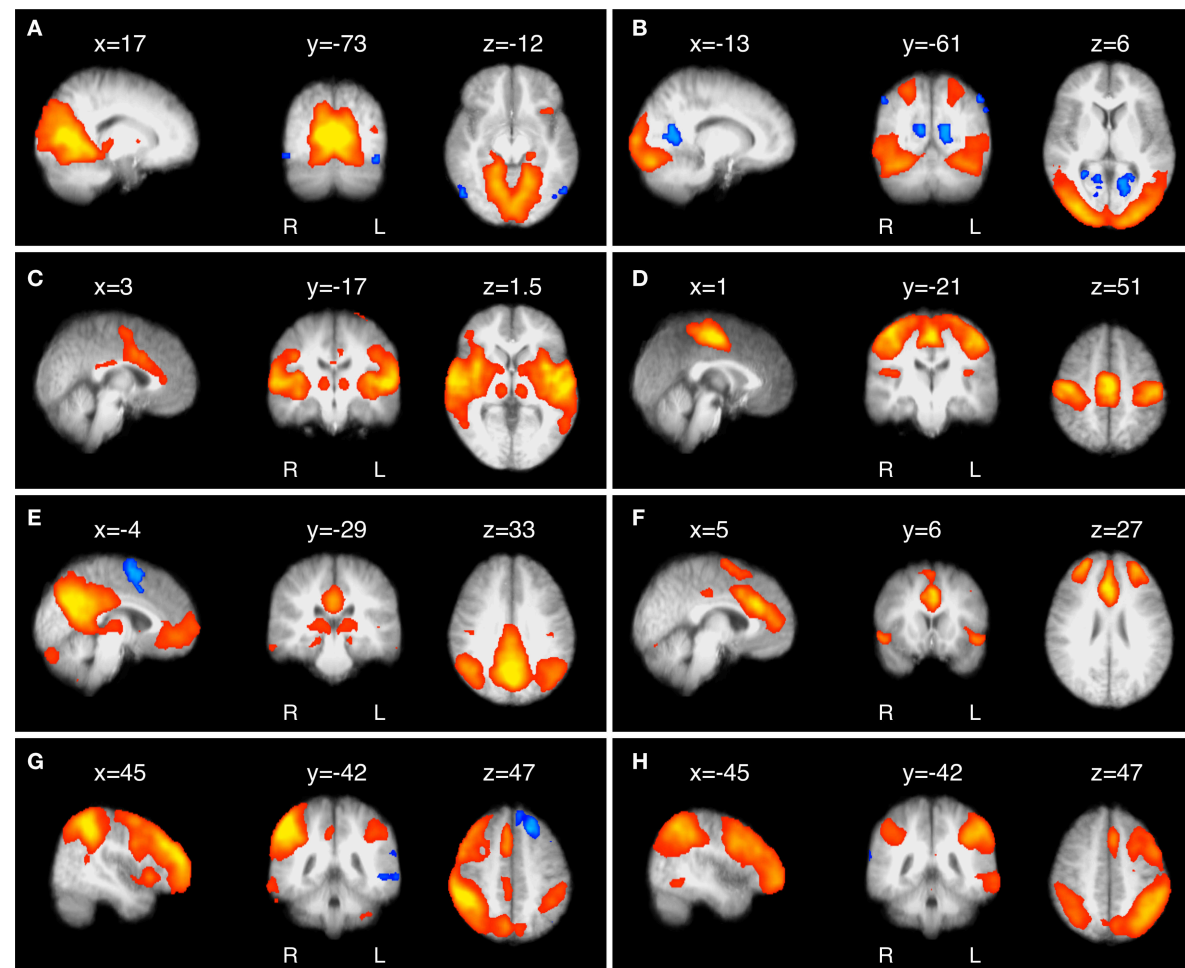 A
x=17 y=-73 z=-12
R L
B
x=-13 y=-61 z=6
R L
C
x=3 y=-17 z=1.5
R L
D
x=1 y=-21 z=51
R L
E
x=-4 y=-29 z=33
R L
F
x=5 y=6 z=27
R L
G
x=45 y=-42 z=47
R L
H
x=-45 y=-42 z=47
R L